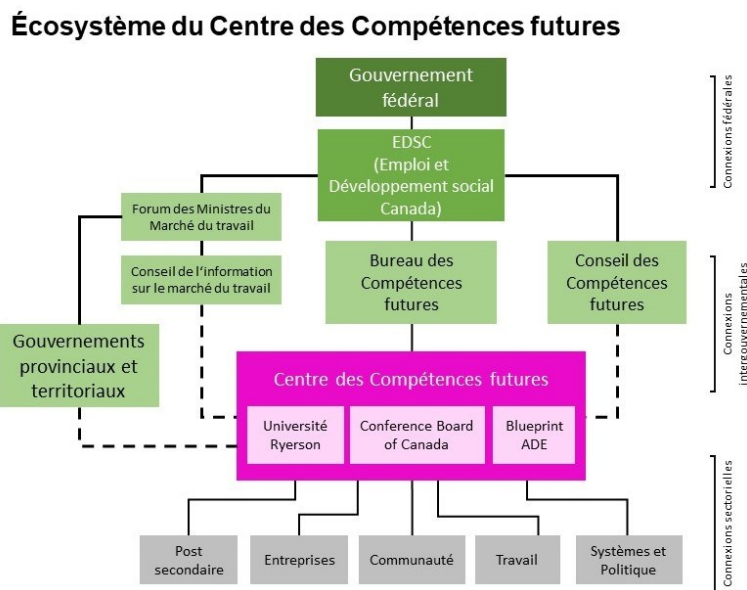 Écosystème du Centre des Compétences futures
Gouvernement
fédéral
Connexions fédérales
EDSC
(Emploi et
Développement social
Canada)
Forum des Ministres du
Marché du travail
Conseil de l'information
sur le marché du travail
Bureau des
Compétences
futures
Conseil des
Compétences
futures
Connexions
intergouvernementales
Gouvernements
provinciaux et
territoriaux
Centre des Compétences futures
Université
Ryerson
Conference Board
of Canada
Blueprint
ADE
Connexions sectorielles
Post
secondaire
Entreprises
Communauté
Travail
Systèmes et
Politique